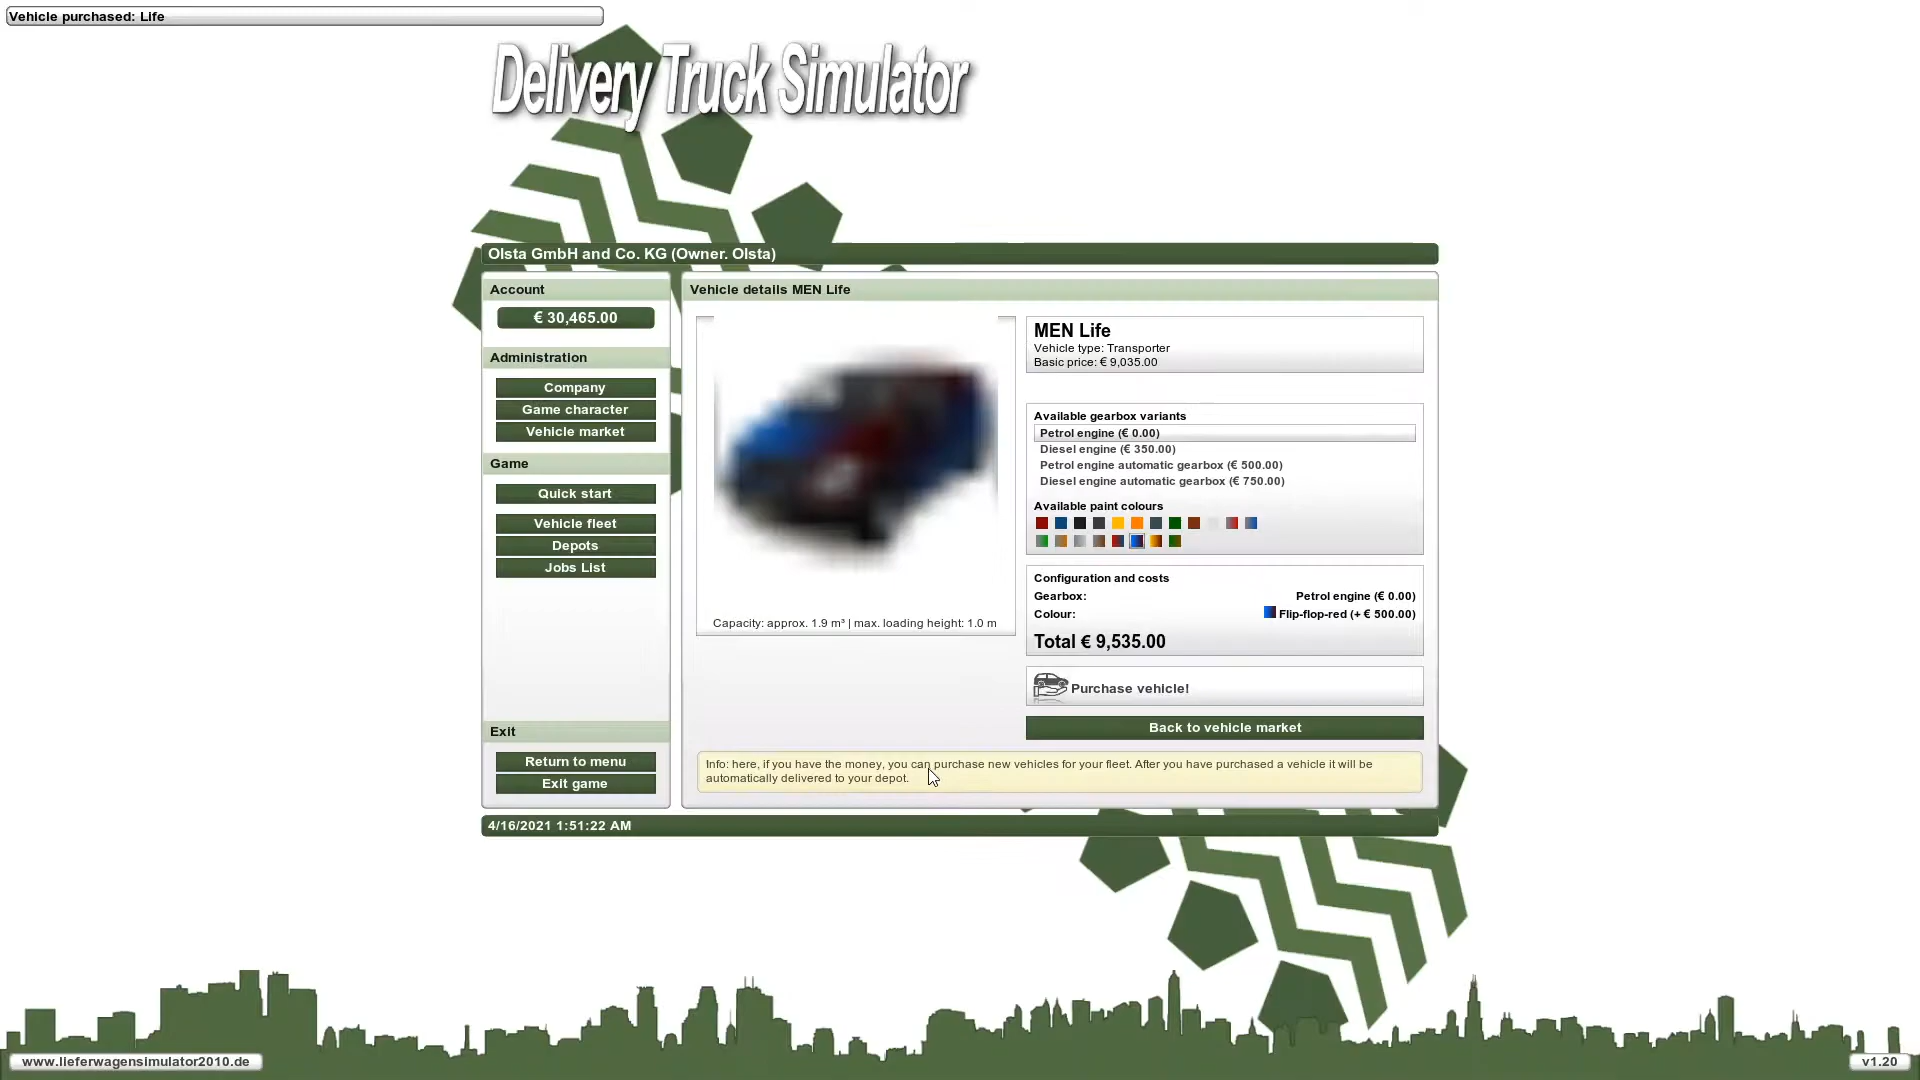 Vehicle purchased: Life
Delivery Truck Simulator
Olsta GmbH and Co. KG (Owner. Olsta)
Account
€ 30,465.00
Administration
Company
Game character
Vehicle market
Game
Quick start
Vehicle fleet
Depots
Jobs List
Exit
Return to menu
Exit game
Vehicle details MEN Life
Capacity: approx. 1.9 m³ | max. loading height: 1.0 m
MEN Life
Vehicle type: Transporter
Basic price: € 9,035.00
Available gearbox variants
Petrol engine (€ 0.00)
Diesel engine (€ 350.00)
Petrol engine automatic gearbox (€ 500.00)
Diesel engine automatic gearbox (€ 750.00)
Available paint colours
Configuration and costs
Gearbox: Petrol engine (€ 0.00)
Colour: Flip-flop-red (+ € 500.00)
Total € 9,535.00
Purchase vehicle!
Back to vehicle market
Info: here, if you have the money, you can purchase new vehicles for your fleet. After you have purchased a vehicle it will be
automatically delivered to your depot.
4/16/2021 1:51:22 AM
www.lieferwagensimulator2010.de
v1.20